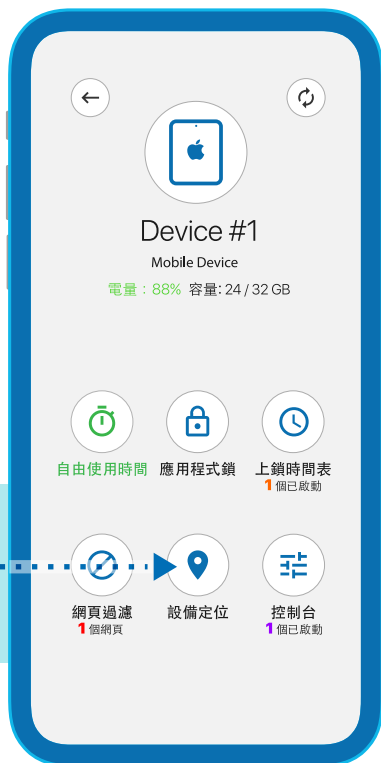 Device #1
Mobile Device
電量：88% 容量: 24 / 32 GB
自由使用時間 應用程式鎖 上鎖時間表
1個已啟動
網頁過濾 設備定位 控制台
1個網頁 1個已啟動